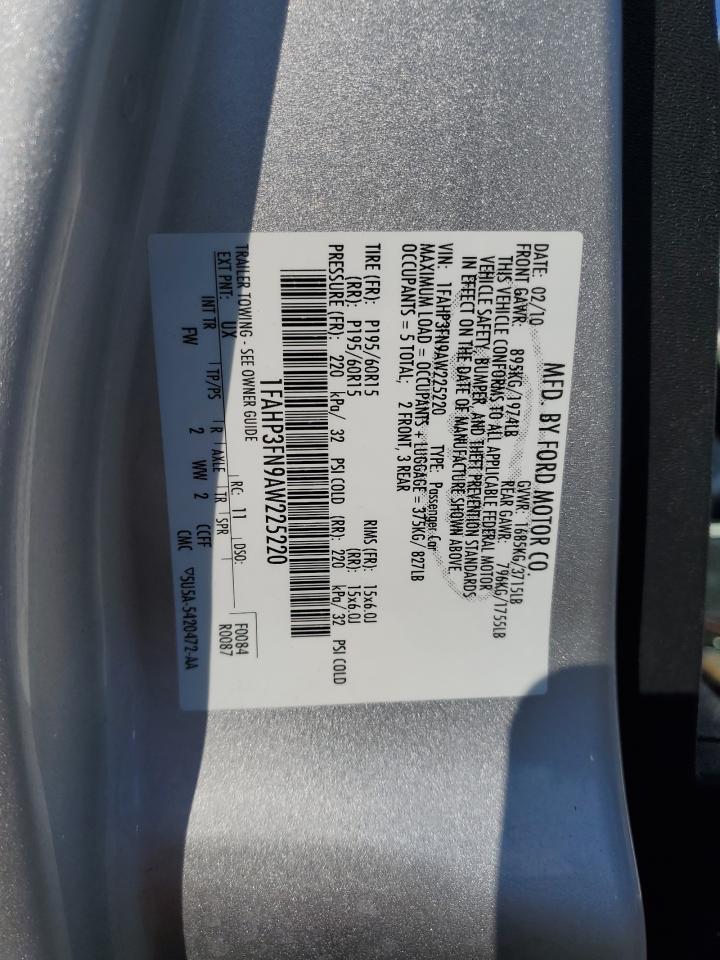 MFD. BY FORD MOTOR CO.
DATE: 02/10 GVWR: 1685KG/3715LB
FRONT GAWR: 895KG/1974LB REAR GAWR: 796KG/1755LB
THIS VEHICLE CONFORMS TO ALL APPLICABLE FEDERAL MOTOR
VEHICLE SAFETY, BUMPER, AND THEFT PREVENTION STANDARDS
IN EFFECT ON THE DATE OF MANUFACTURE SHOWN ABOVE.
VIN: 1FAHP3FN9AW225220 TYPE: Passenger Car
MAXIMUM LOAD = OCCUPANTS + LUGGAGE = 375KG/ 827LB
OCCUPANTS = 5 TOTAL; 2 FRONT, 3 REAR
TIRE (FR): P195/60R15 RIMS (FR): 15x6.0J
(RR): P195/60R15 (RR): 15x6.0J
PRESSURE (FR): 220 kPa/ 32 PSI COLD (RR): 220 kPa/ 32 PSI COLD
1FAHP3FN9AW225220
TRAILER TOWING - SEE OWNER GUIDE F0084
EXT PNT: UX RC: 11 DSO: R0087
INT TR TP/PS R AXLE TR SPR
FW 2 WW 2 CCFF
CMC ▽5U5A-5420472-AA